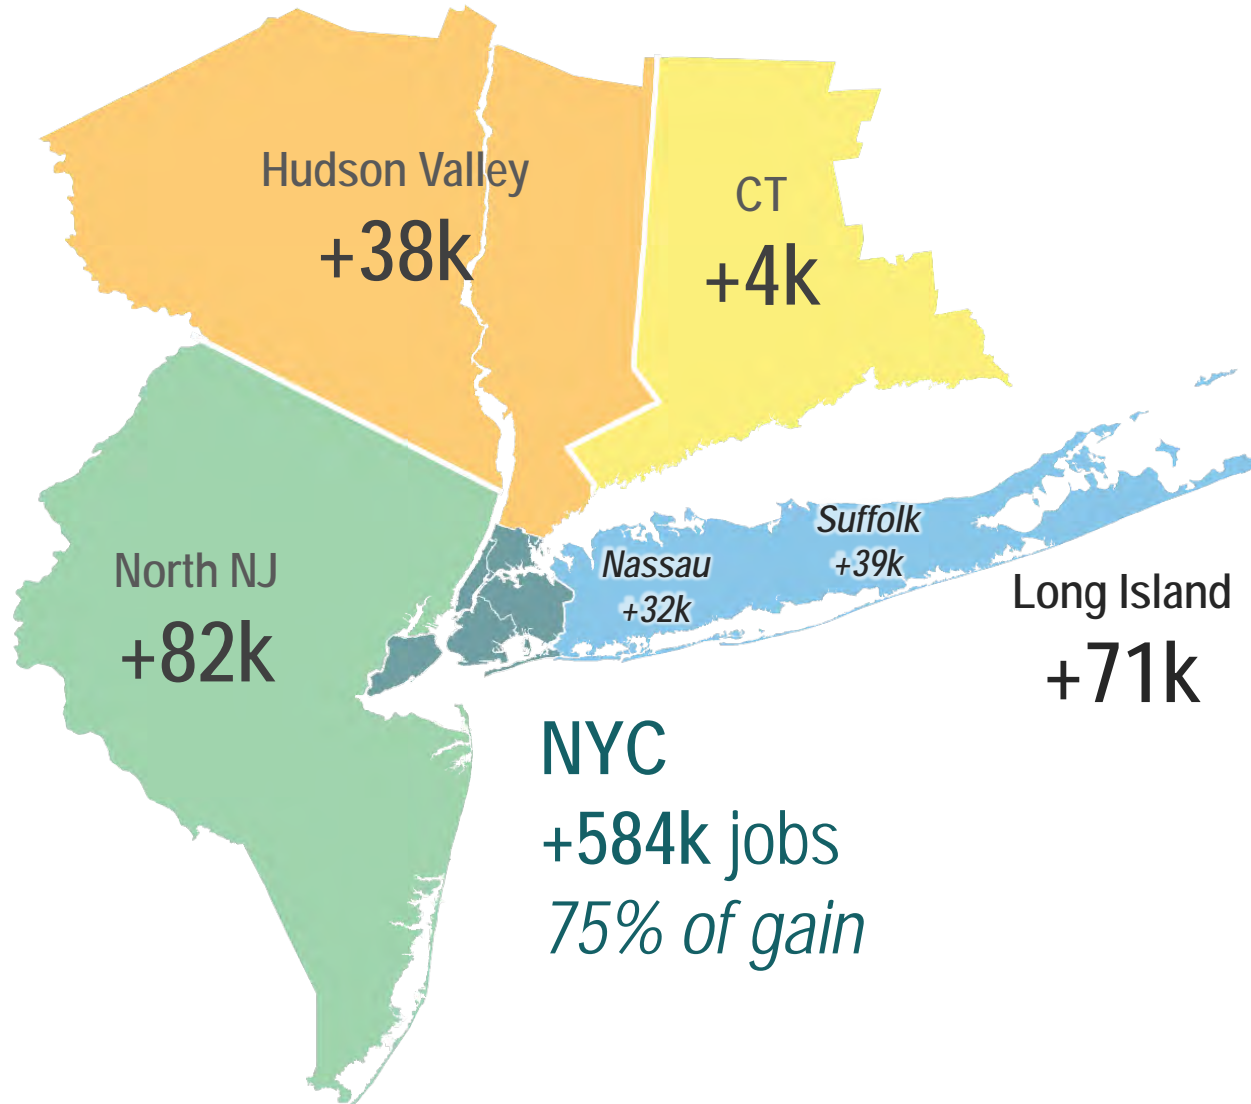 Hudson Valley
+38k
CT
+4k
North NJ
+82k
Nassau
+32k
Suffolk
+39k
Long Island
+71k
NYC
+584k jobs
75% of gain